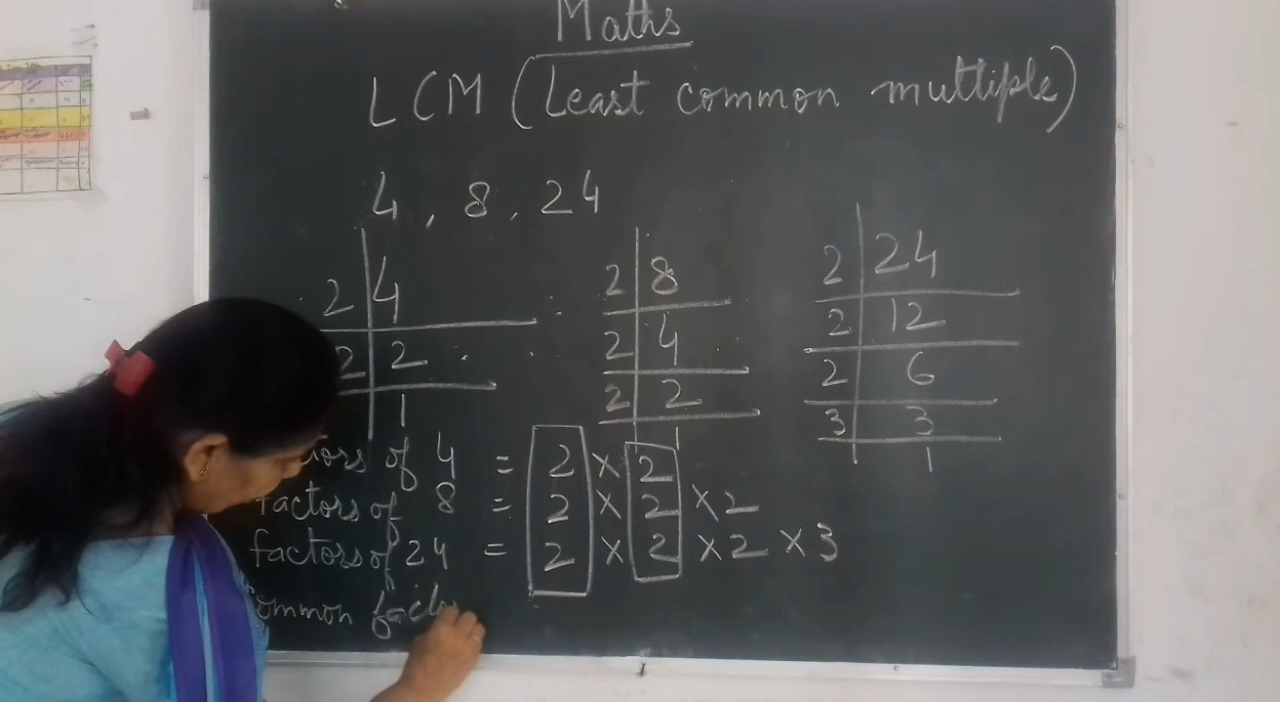 Maths
LCM (Least common multiple)
4, 8, 24
2 | 4
2 | 2
1
2 | 8
2 | 4
2 | 2
1
2 | 24
2 | 12
2 | 6
3 | 3
1
of 4 = 2 × 2
factors of 8 = 2 × 2 × 2
factors of 24 = 2 × 2 × 2 × 3
common